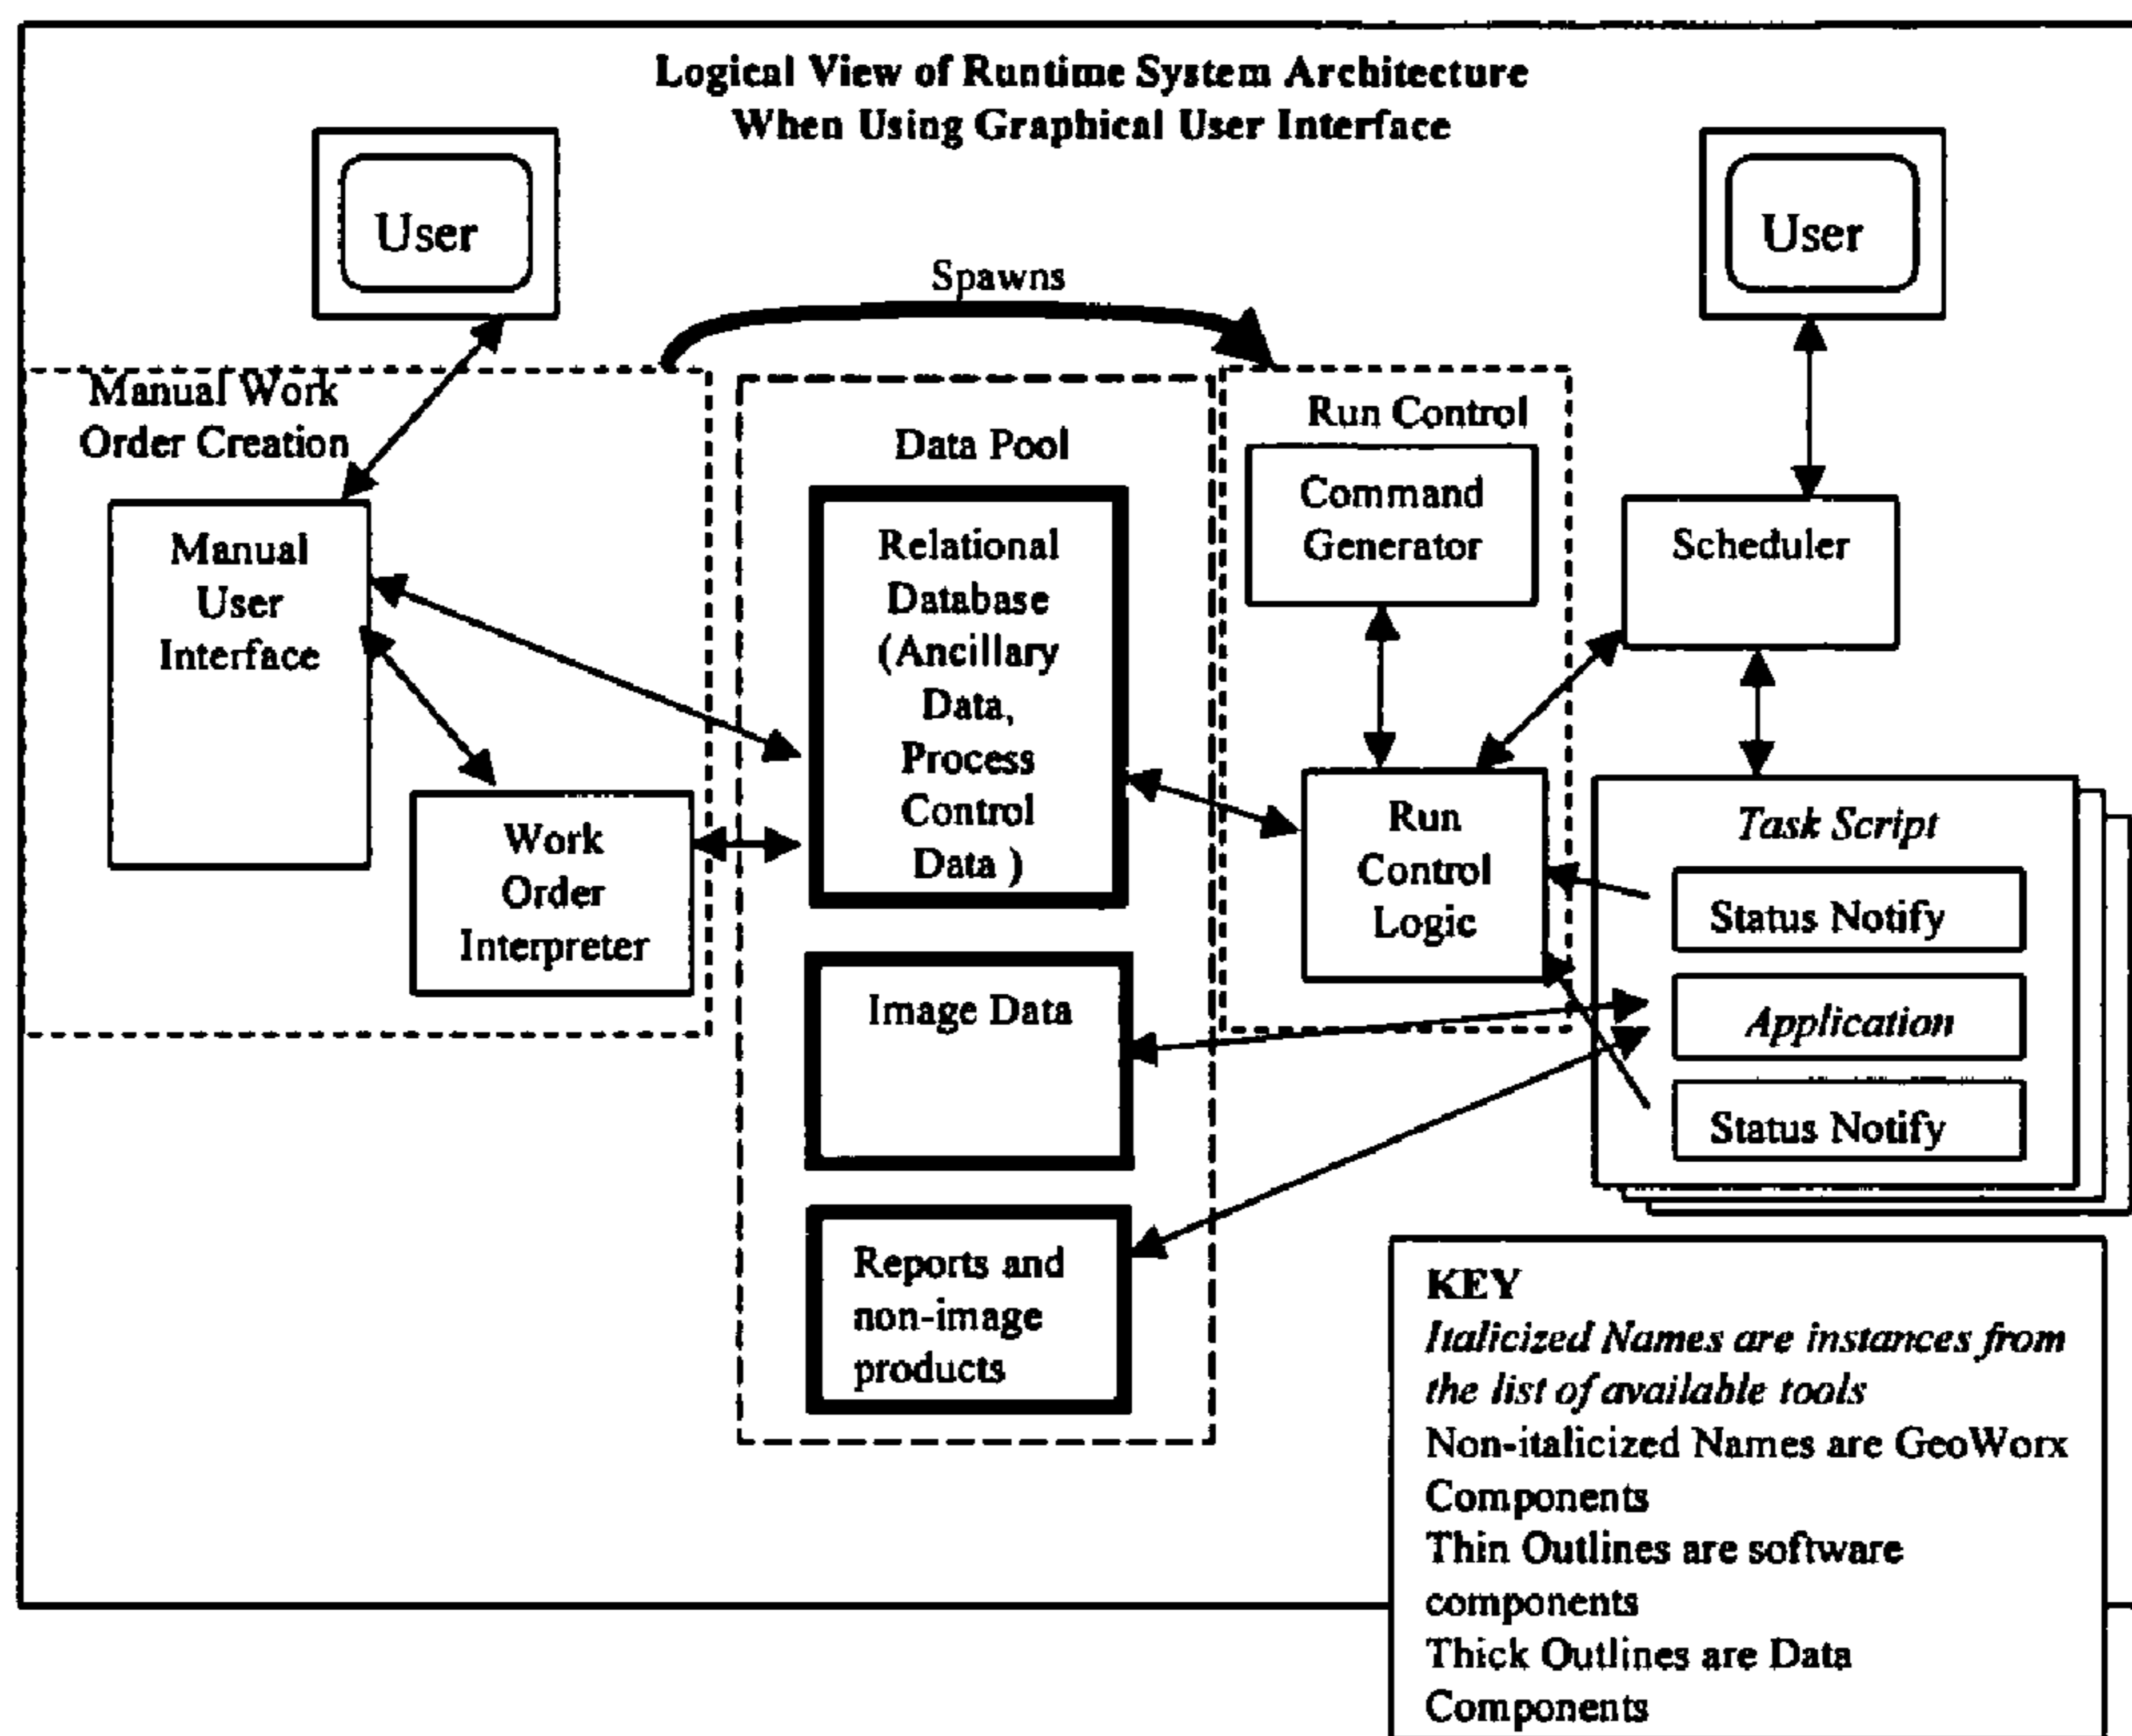 Logical View of Runtime System Architecture
When Using Graphical User Interface
User
User
Spawns
Manual Work
Order Creation
Manual
User
Interface
Work
Order
Interpreter
Data Pool
Relational
Database
(Ancillary
Data,
Process
Control
Data )
Image Data
Reports and
non-image
products
Run Control
Command
Generator
Run
Control
Logic
Scheduler
Task Script
Status Notify
Application
Status Notify
KEY
Italicized Names are instances from
the list of available tools
Non-italicized Names are GeoWorx
Components
Thin Outlines are software
components
Thick Outlines are Data
Components